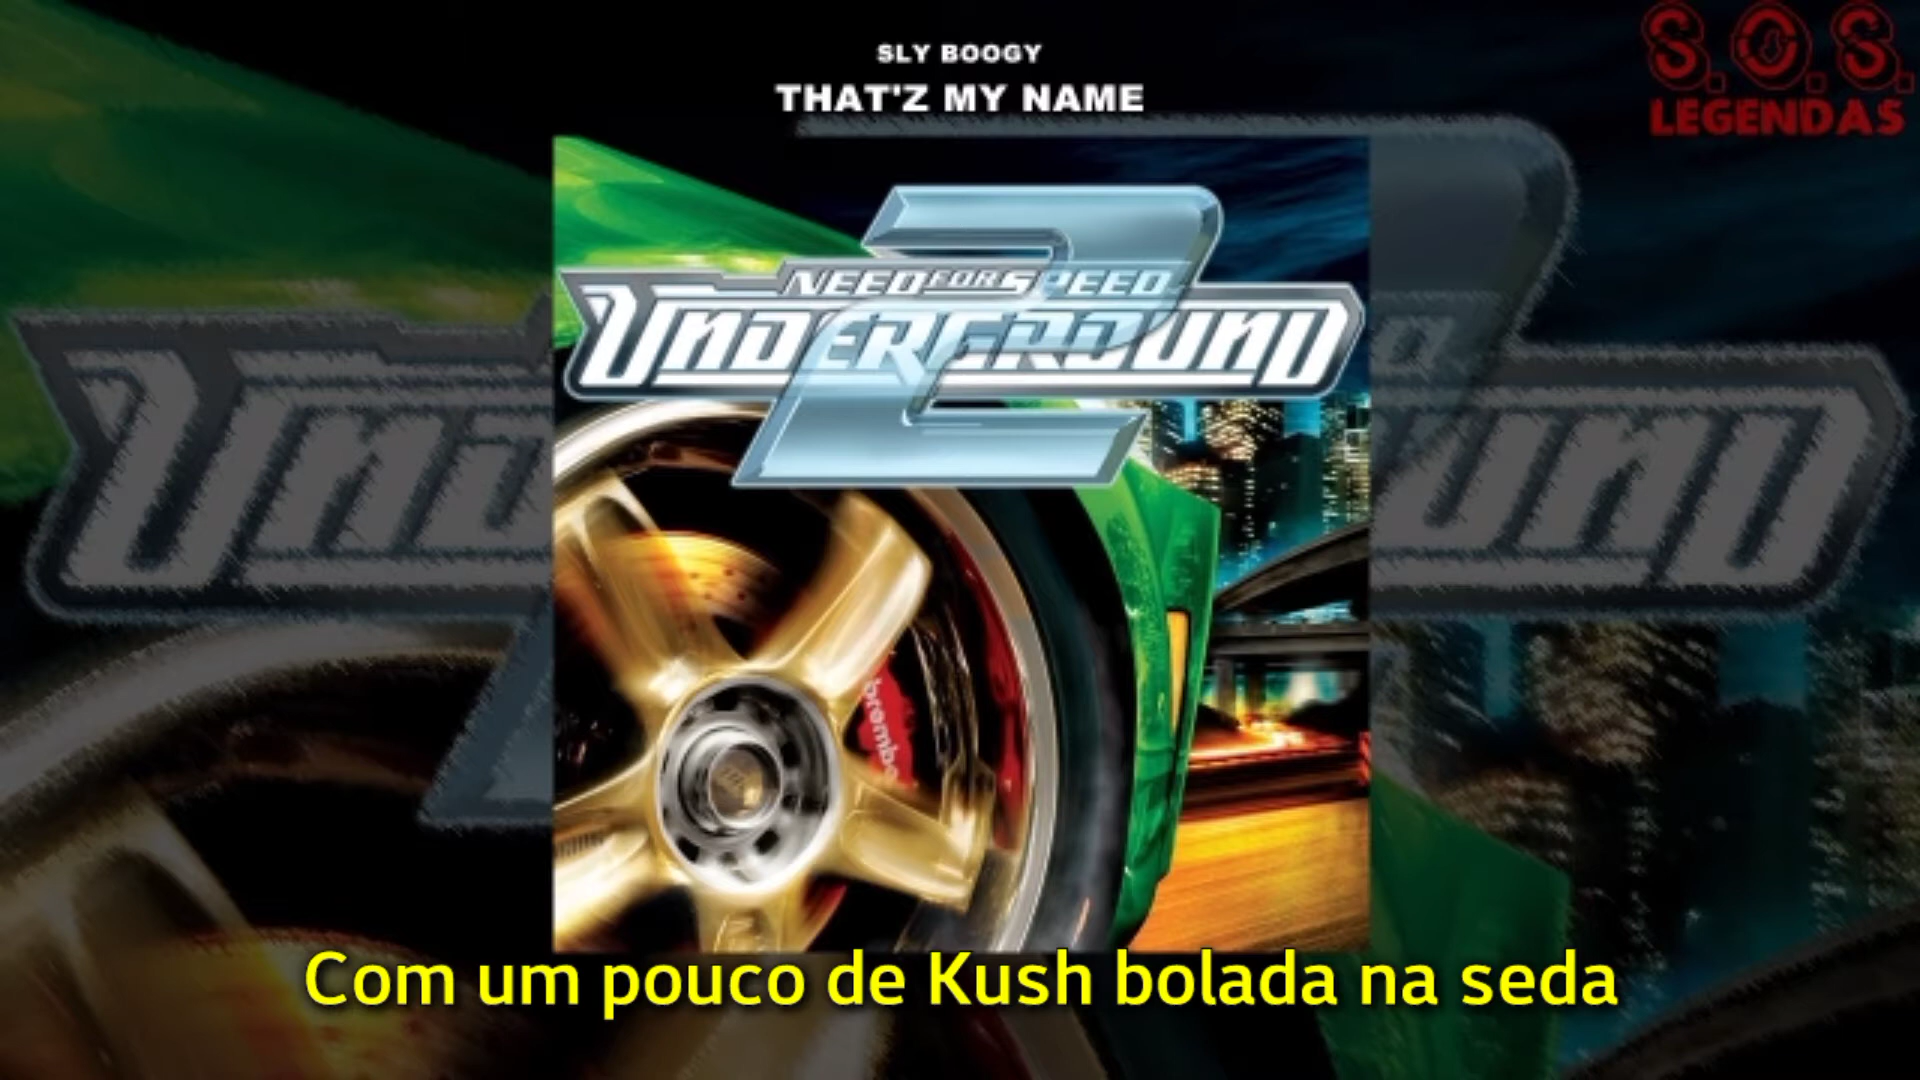 SLY BOOGY
THAT'Z MY NAME
S.O.S.
LEGENDAS
NEED FOR SPEED
UNDERGROUND
2
brembo
Com um pouco de Kush bolada na seda